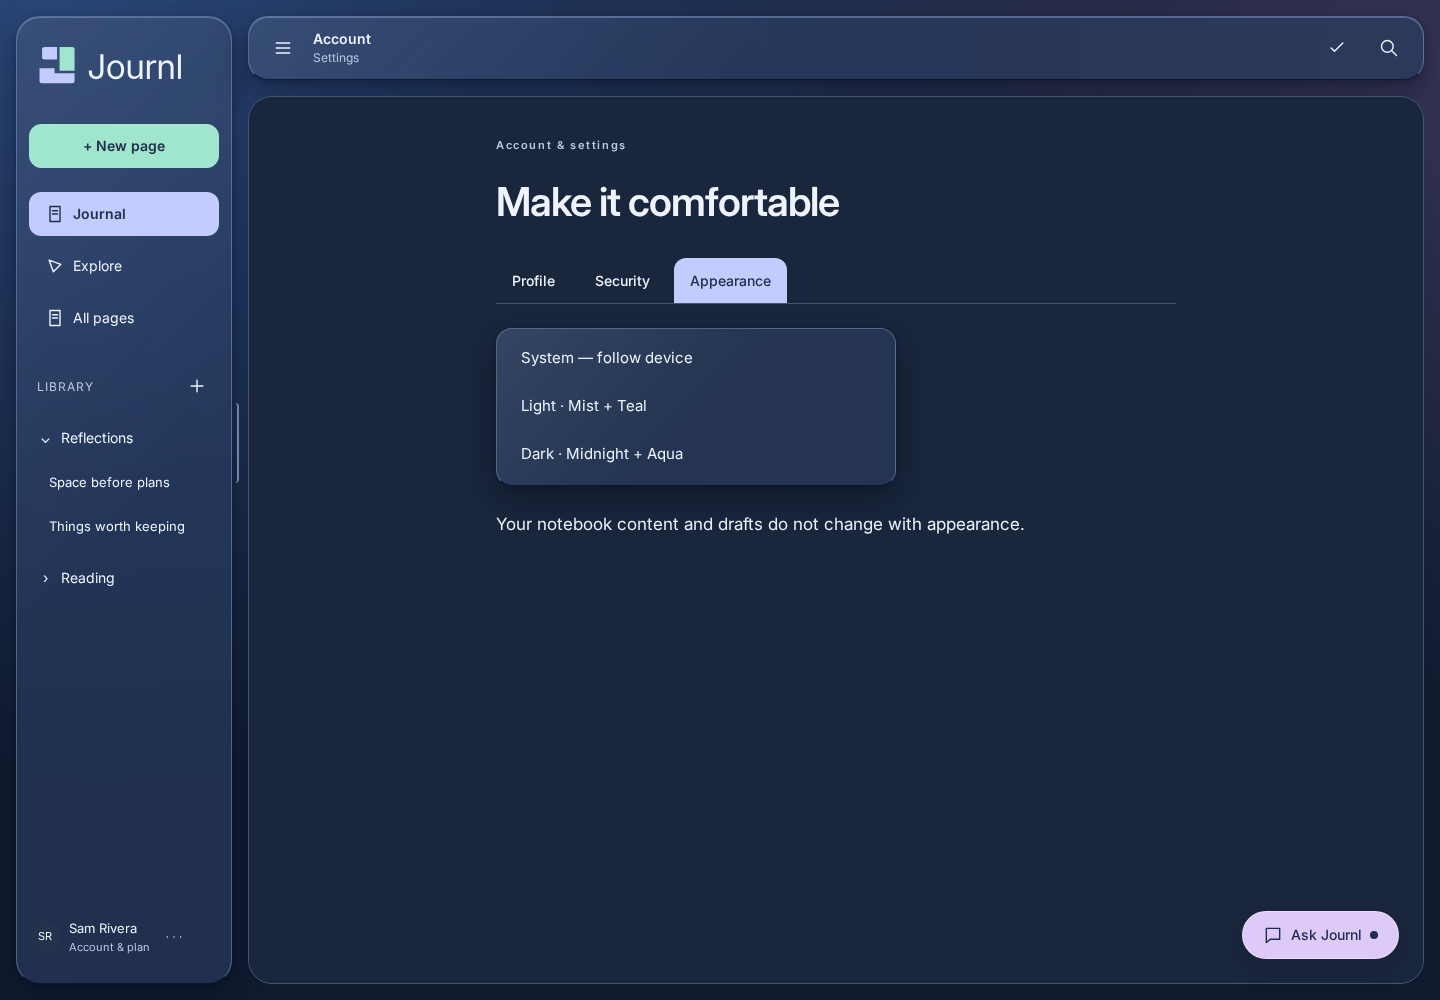 Journl
+ New page
Journal
Explore
All pages
LIBRARY
Reflections
Space before plans
Things worth keeping
Reading
SR
Sam Rivera
Account & plan
...
Account
Settings
Account & settings
Make it comfortable
Profile
Security
Appearance
System — follow device
Light · Mist + Teal
Dark · Midnight + Aqua
Your notebook content and drafts do not change with appearance.
Ask Journl